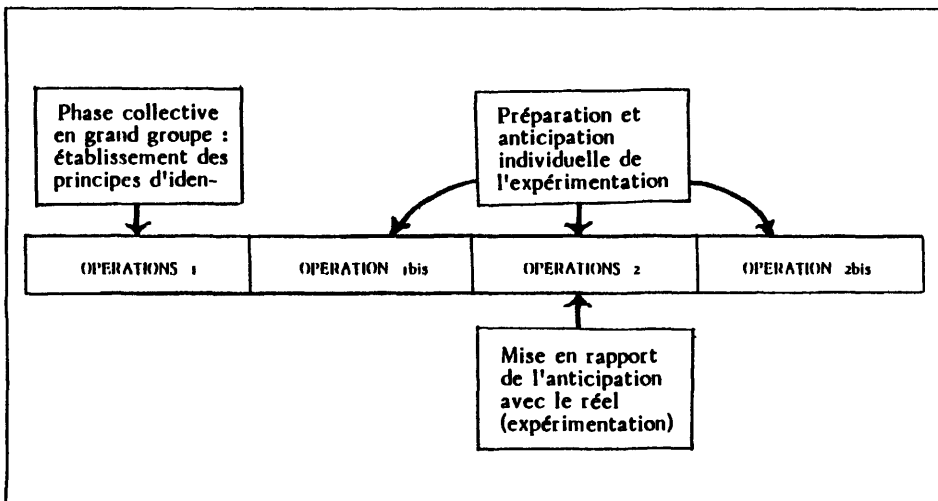 Phase collective
en grand groupe :
établissement des
principes d'iden-
Préparation et
anticipation
individuelle de
l'expérimentation
OPERATIONS 1
OPERATION 1bis
OPERATIONS 2
OPERATION 2bis
Mise en rapport
de l'anticipation
avec le réel
(expérimentation)